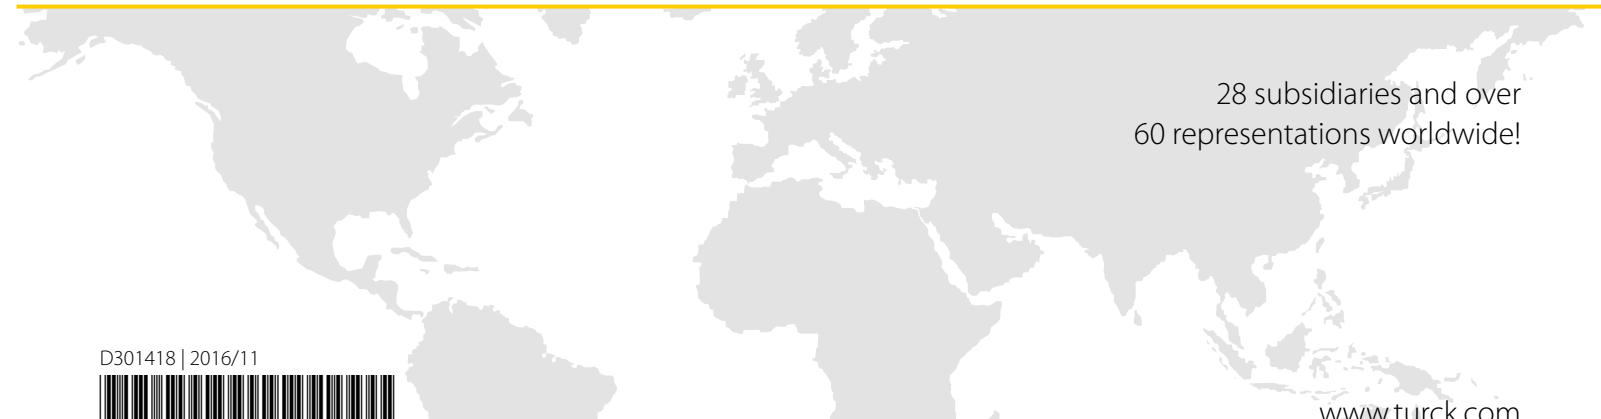 28 subsidiaries and over
60 representations worldwide!
D301418 | 2016/11
www.turck.com